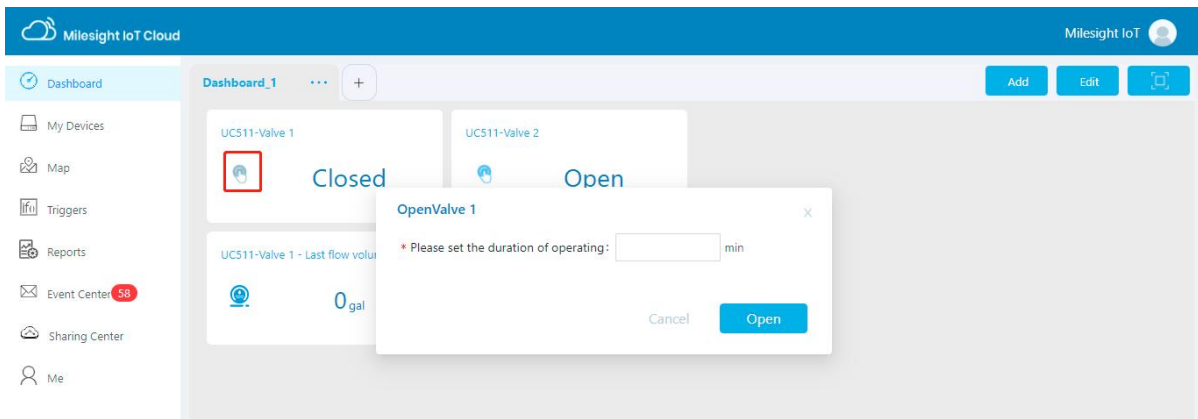 Milesight IoT Cloud
Milesight IoT
Dashboard
My Devices
Map
Triggers
Reports
Event Center 58
Sharing Center
Me
Dashboard_1 ··· +
Add
Edit
UC511-Valve 1
Closed
UC511-Valve 2
Open
UC511-Valve 1 - Last flow
0 gal
OpenValve 1
x
* Please set the duration of operating: min
Cancel
Open